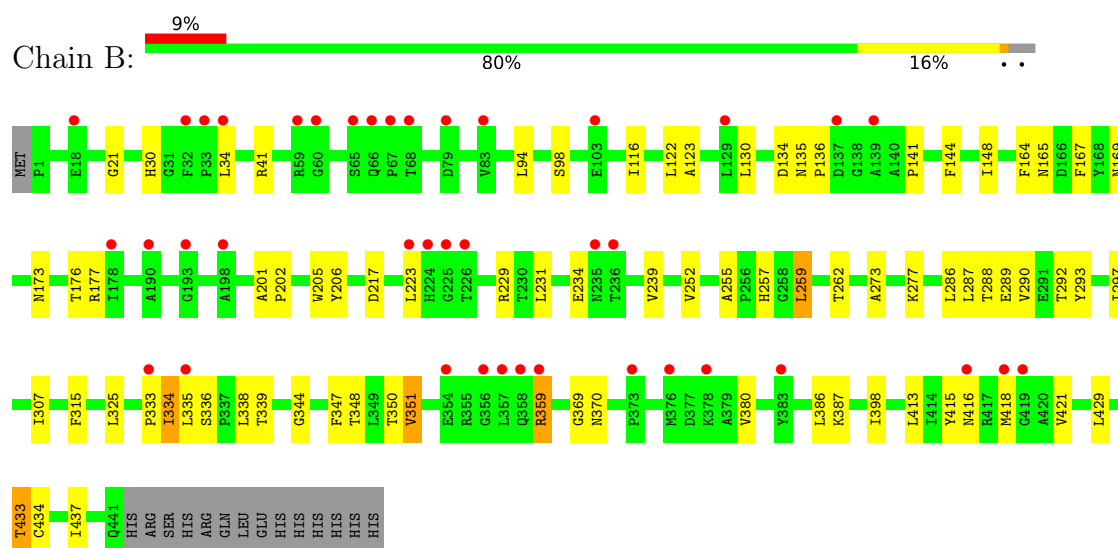 9%
Chain B:
80% 16% • •
MET P1 E18 G21 H30 G31 F32 P33 L34 R41 R59 G60 S65 Q66 P67 T68 D79 V83 L94 S98 E103 I116 L122 A123 L129 L130 D134 N135 P136 D137 G138 A139 A140 P141 F144 I148 F164 N165 D166 F167 Y168 N169
N173 T176 R177 I178 A190 G193 A198 A201 P202 W205 Y206 D217 L223 H224 G225 T226 R229 T230 L231 E234 N235 T236 V239 V252 A255 P256 H257 G258 L259 T262 A273 K277 L286 L287 T288 E289 V290 E291 T292 Y293
I307 F315 L325 P333 I334 L335 S336 P337 L338 T339 G344 F347 T348 L349 T350 V351 E354 R355 G356 L357 Q358 R359 G369 N370 P373 M376 D377 K378 A379 V380 Y383 L386 K387 I398 L413 I414 Y415 N416 R417 M418 G419 A420 V421 L429
T433 C434 I437 Q441 HIS ARG SER HIS ARG GLN LEU GLU HIS HIS HIS HIS HIS HIS